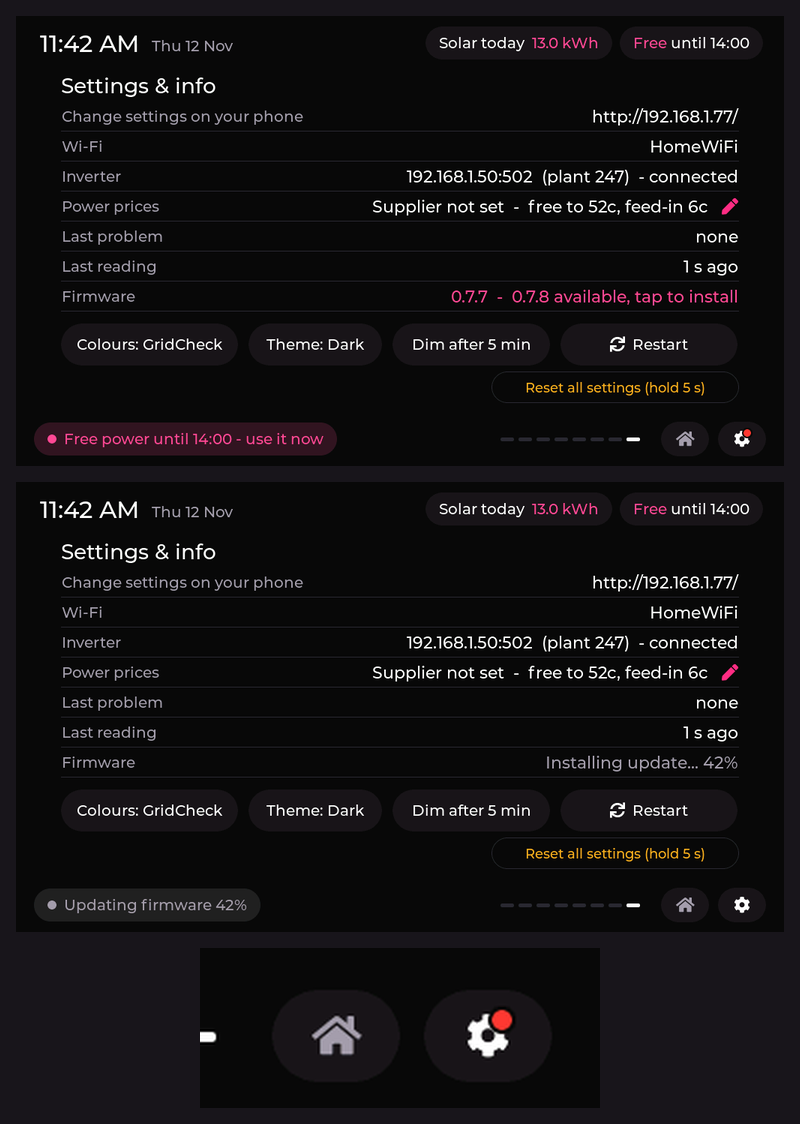 11:42 AM Thu 12 Nov Solar today 13.0 kWh Free until 14:00
Settings & info
Change settings on your phone http://192.168.1.77/
Wi-Fi HomeWiFi
Inverter 192.168.1.50:502 (plant 247) - connected
Power prices Supplier not set - free to 52c, feed-in 6c
Last problem none
Last reading 1 s ago
Firmware 0.7.7 - 0.7.8 available, tap to install
Colours: GridCheck Theme: Dark Dim after 5 min Restart
Reset all settings (hold 5 s)
Free power until 14:00 - use it now
11:42 AM Thu 12 Nov Solar today 13.0 kWh Free until 14:00
Settings & info
Change settings on your phone http://192.168.1.77/
Wi-Fi HomeWiFi
Inverter 192.168.1.50:502 (plant 247) - connected
Power prices Supplier not set - free to 52c, feed-in 6c
Last problem none
Last reading 1 s ago
Firmware Installing update... 42%
Colours: GridCheck Theme: Dark Dim after 5 min Restart
Reset all settings (hold 5 s)
Updating firmware 42%